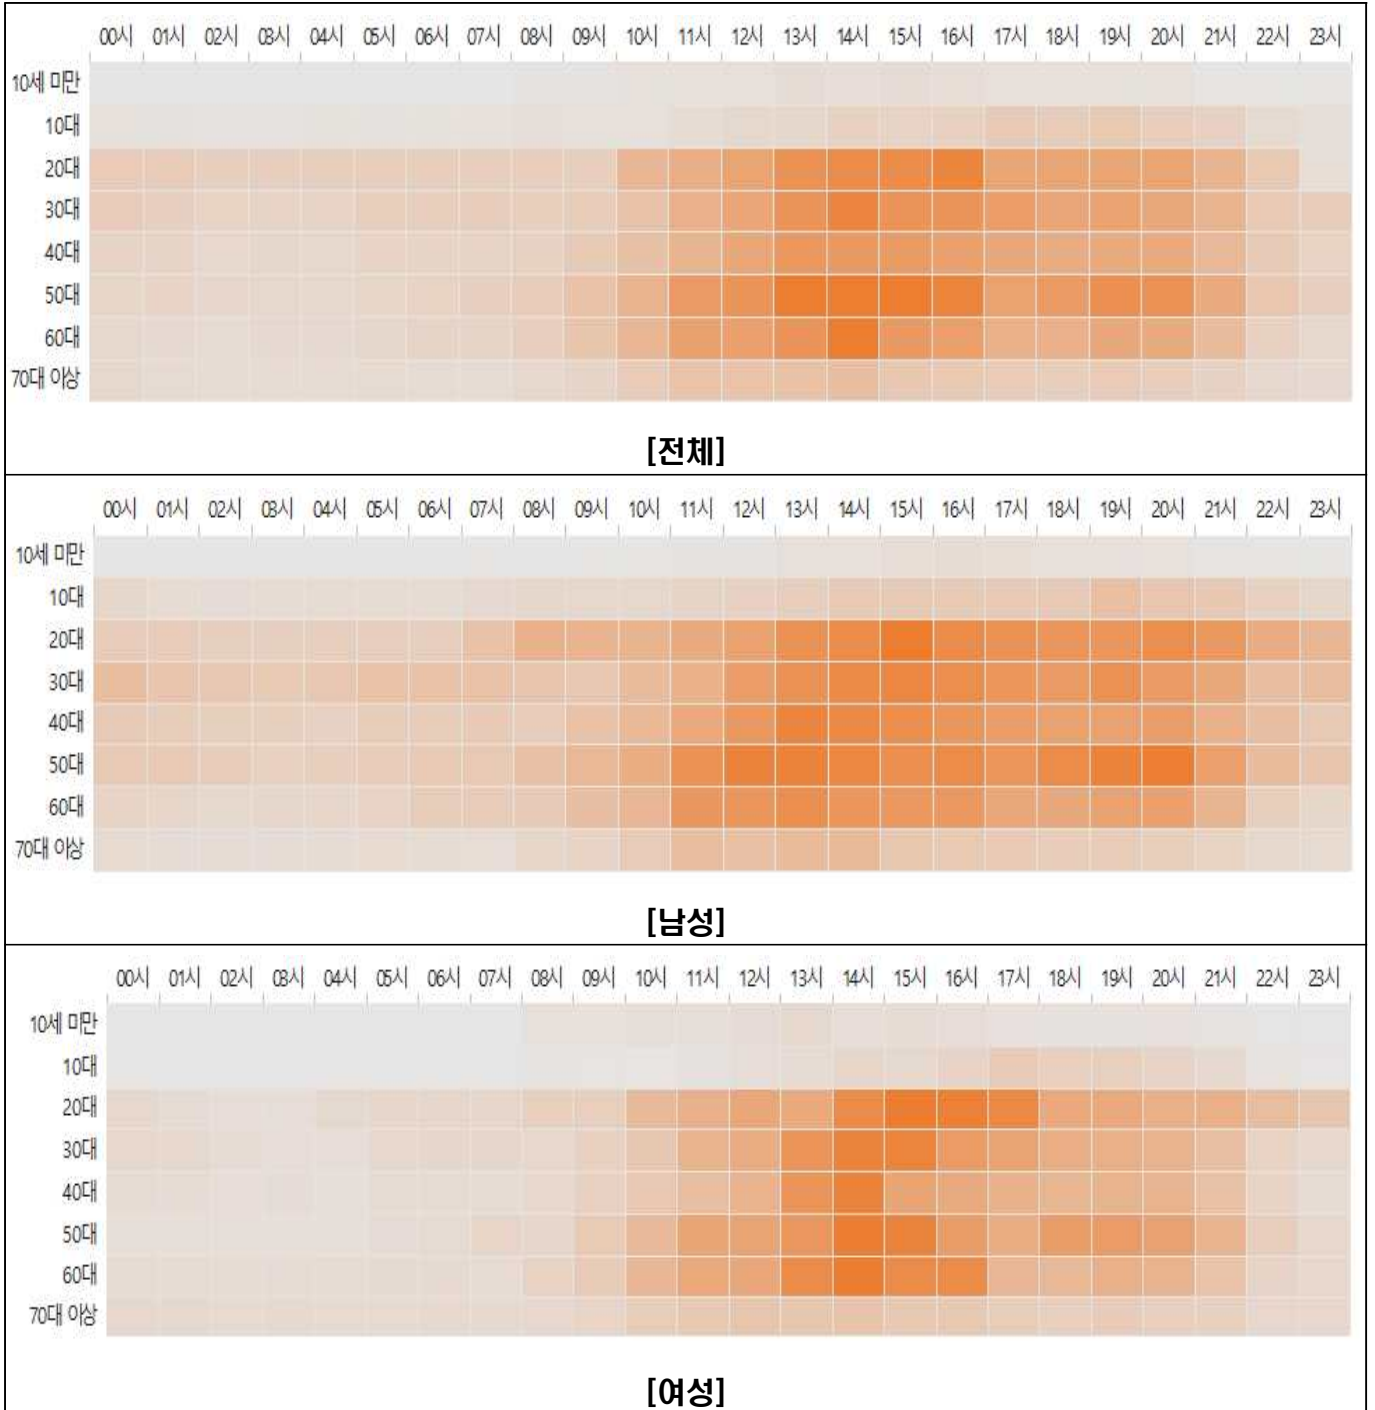 00시 01시 02시 03시 04시 05시 06시 07시 08시 09시 10시 11시 12시 13시 14시 15시 16시 17시 18시 19시 20시 21시 22시 23시
10세 미만
10대
20대
30대
40대
50대
60대
70대 이상
[전체]
00시 01시 02시 03시 04시 05시 06시 07시 08시 09시 10시 11시 12시 13시 14시 15시 16시 17시 18시 19시 20시 21시 22시 23시
10세 미만
10대
20대
30대
40대
50대
60대
70대 이상
[남성]
00시 01시 02시 03시 04시 05시 06시 07시 08시 09시 10시 11시 12시 13시 14시 15시 16시 17시 18시 19시 20시 21시 22시 23시
10세 미만
10대
20대
30대
40대
50대
60대
70대 이상
[여성]